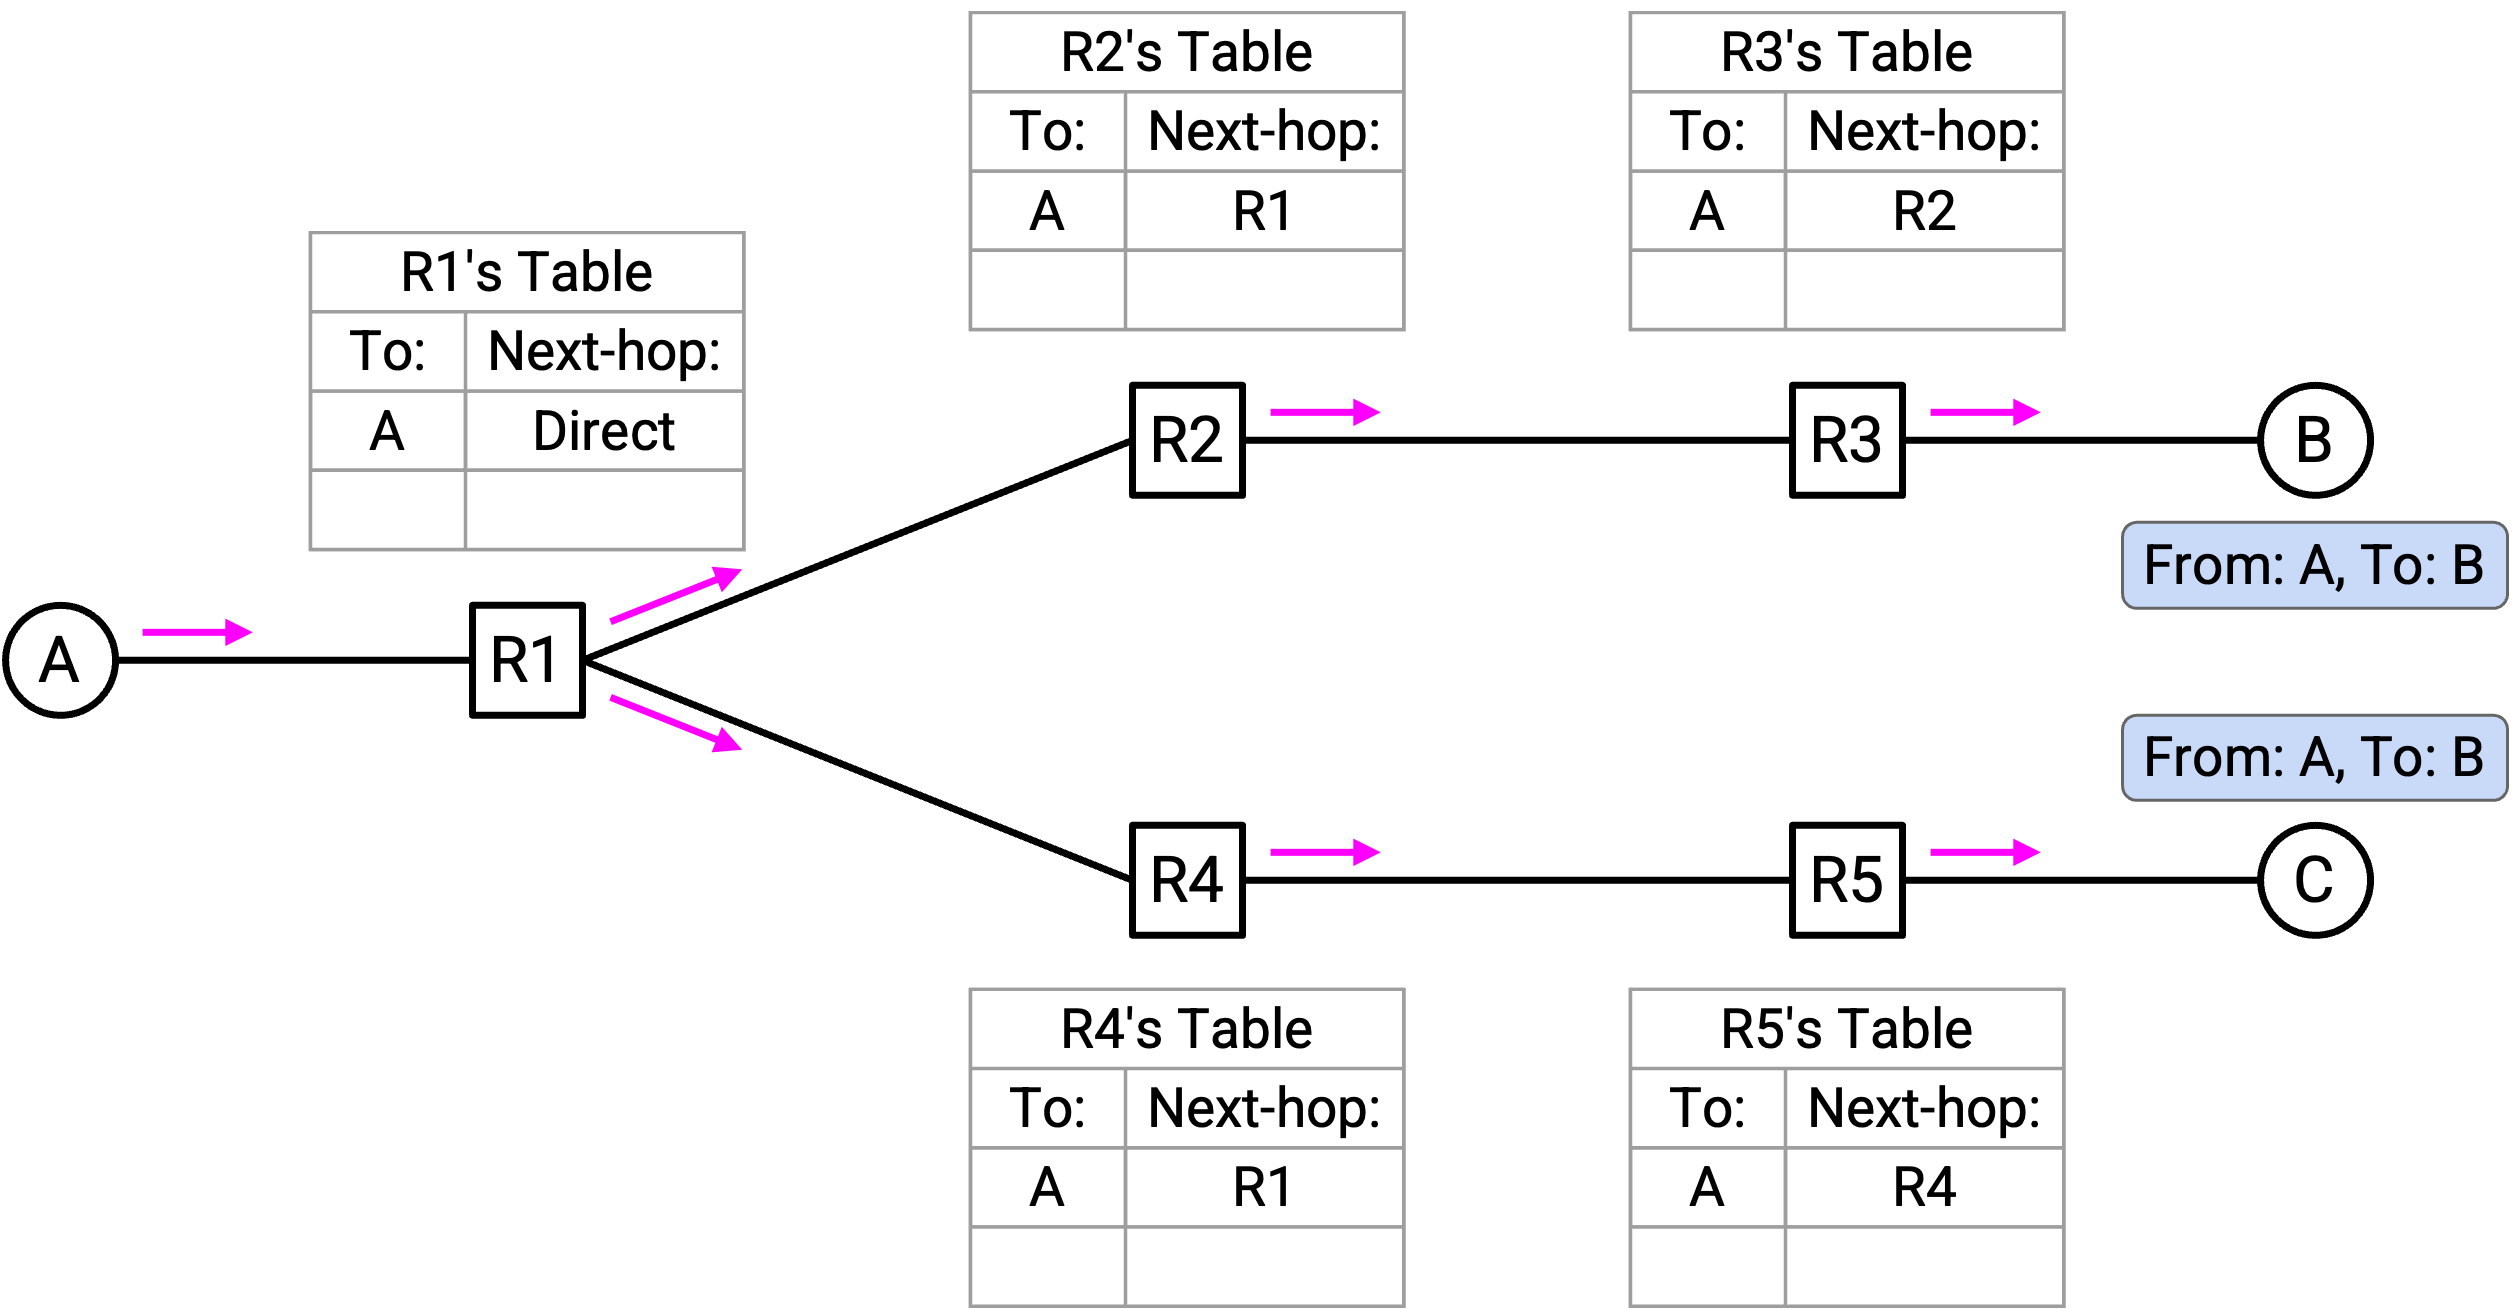 R2's Table
To: Next-hop:
A R1
R3's Table
To: Next-hop:
A R2
R1's Table
To: Next-hop:
A Direct
R2
R3
B
From: A, To: B
A
R1
From: A, To: B
R4
R5
C
R4's Table
To: Next-hop:
A R1
R5's Table
To: Next-hop:
A R4